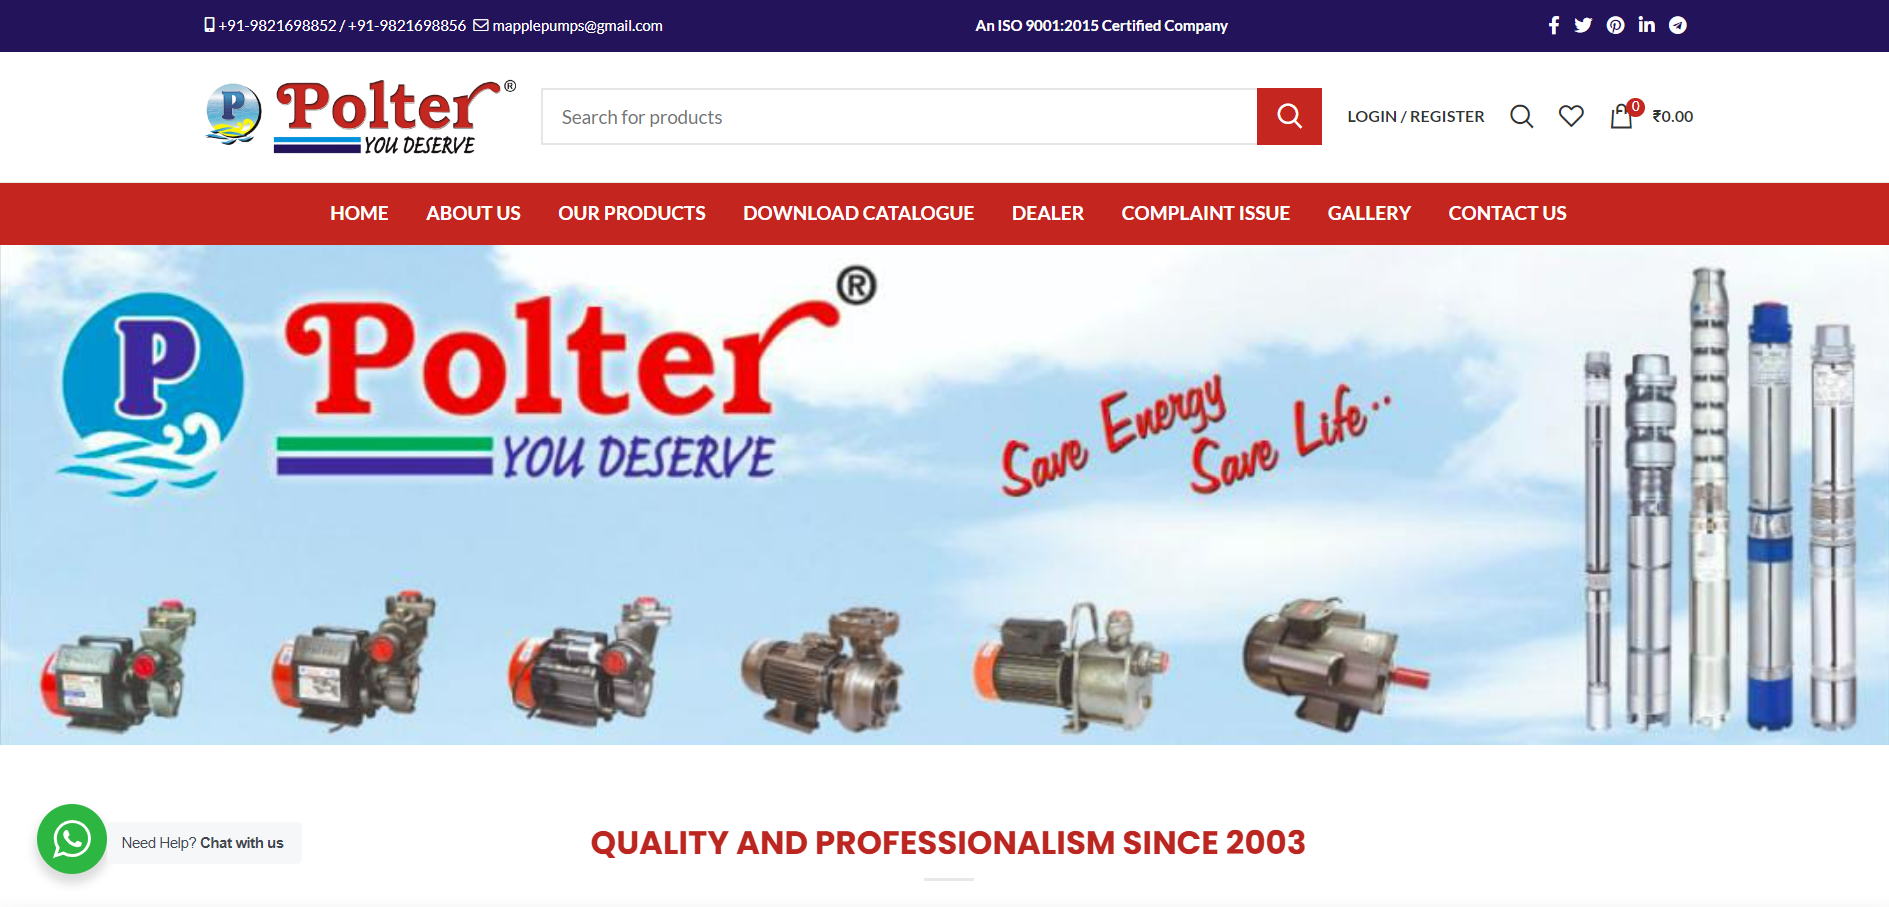 +91-9821698852 / +91-9821698856 mapplepumps@gmail.com
An ISO 9001:2015 Certified Company
P Polter®
YOU DESERVE
Search for products
LOGIN / REGISTER
0
₹0.00
HOME ABOUT US OUR PRODUCTS DOWNLOAD CATALOGUE DEALER COMPLAINT ISSUE GALLERY CONTACT US
P Polter®
YOU DESERVE
Save Energy
Save Life..
Need Help? Chat with us
QUALITY AND PROFESSIONALISM SINCE 2003